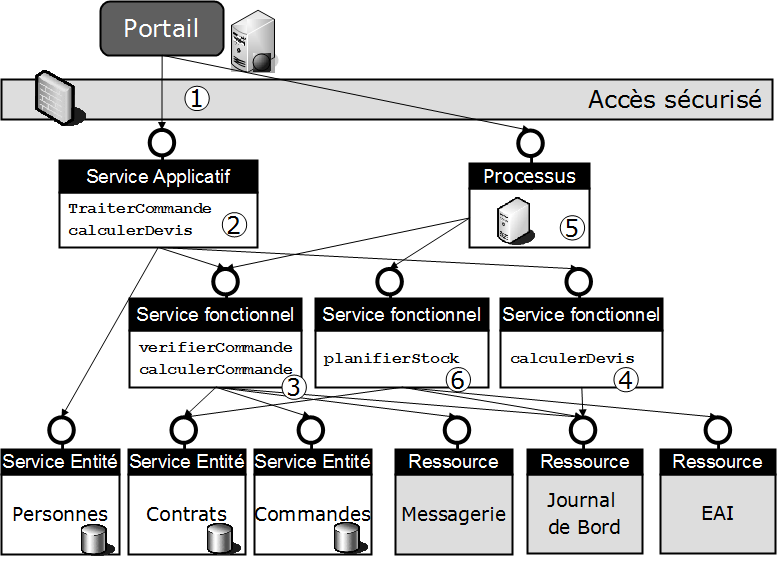 Portail
①
Accès sécurisé
Service Applicatif
TraiterCommande
calculerDevis
②
Processus
⑤
Service fonctionnel
verifierCommande
calculerCommande
③
Service fonctionnel
planifierStock
⑥
Service fonctionnel
calculerDevis
④
Service Entité
Personnes
Service Entité
Contrats
Service Entité
Commandes
Ressource
Messagerie
Ressource
Journal
de Bord
Ressource
EAI